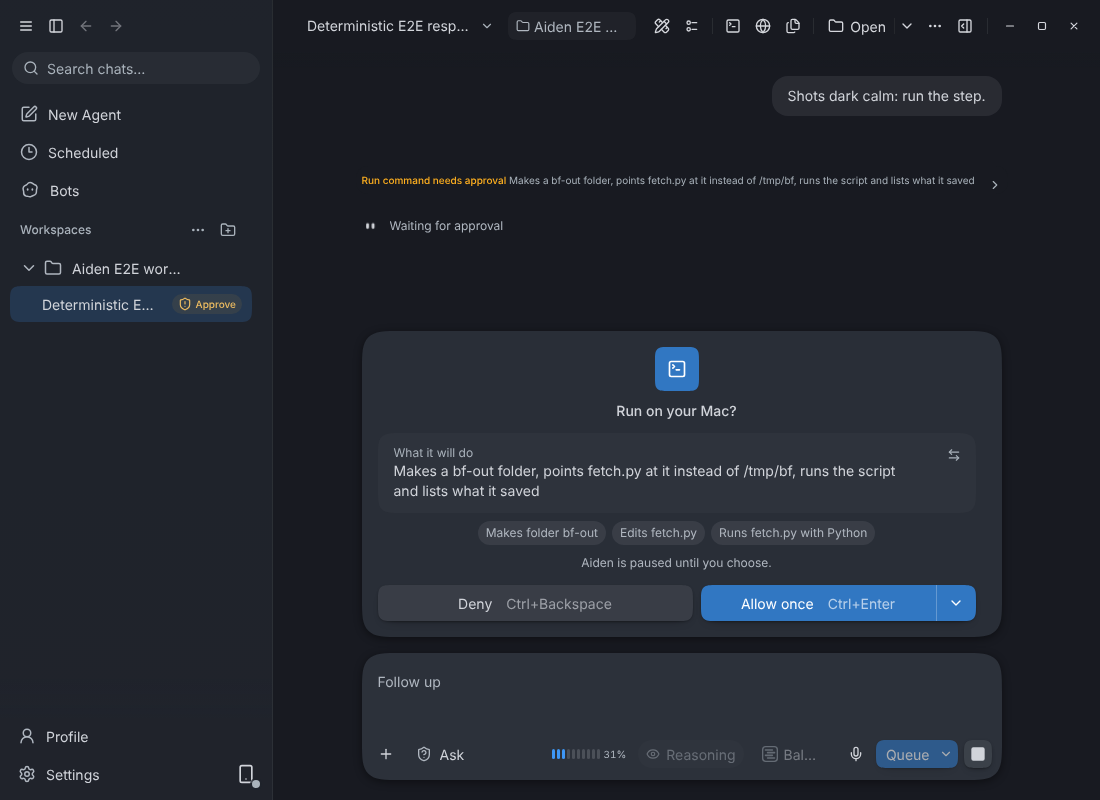 Deterministic E2E resp...
Aiden E2E ...
Open
Search chats...
New Agent
Scheduled
Bots
Workspaces
Aiden E2E wor...
Deterministic E...
Approve
Profile
Settings
Shots dark calm: run the step.
Run command needs approval Makes a bf-out folder, points fetch.py at it instead of /tmp/bf, runs the script and lists what it saved
Waiting for approval
Run on your Mac?
What it will do
Makes a bf-out folder, points fetch.py at it instead of /tmp/bf, runs the script
and lists what it saved
Makes folder bf-out
Edits fetch.py
Runs fetch.py with Python
Aiden is paused until you choose.
Deny Ctrl+Backspace
Allow once Ctrl+Enter
Follow up
Ask
31%
Reasoning
Bal...
Queue